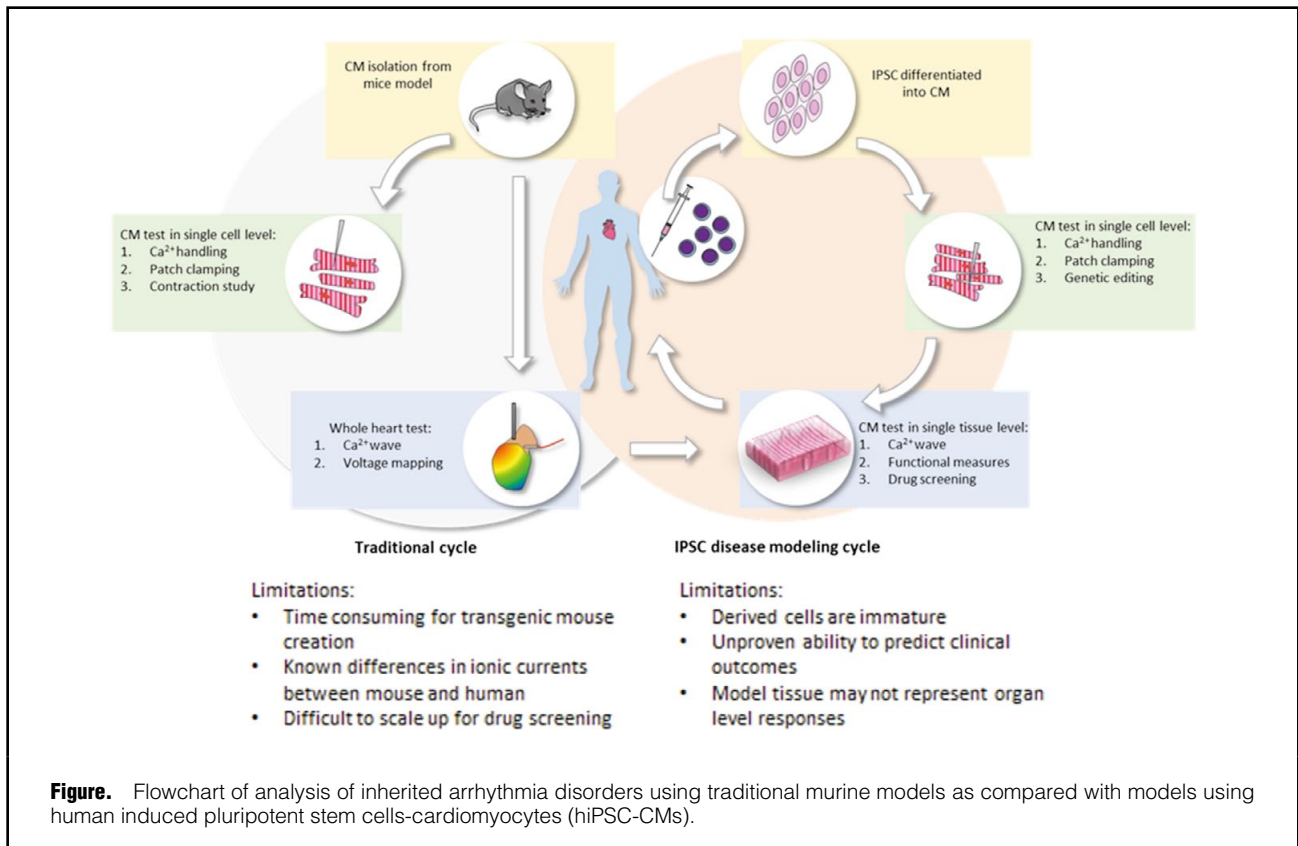 CM isolation from
mice model
IPSC differentiated
into CM
CM test in single cell level:
1. Ca²⁺handling
2. Patch clamping
3. Contraction study
CM test in single cell level:
1. Ca²⁺handling
2. Patch clamping
3. Genetic editing
Whole heart test:
1. Ca²⁺wave
2. Voltage mapping
CM test in single tissue level:
1. Ca²⁺wave
2. Functional measures
3. Drug screening
Traditional cycle
Limitations:
• Time consuming for transgenic mouse
creation
• Known differences in ionic currents
between mouse and human
• Difficult to scale up for drug screening
IPSC disease modeling cycle
Limitations:
• Derived cells are immature
• Unproven ability to predict clinical
outcomes
• Model tissue may not represent organ
level responses
Figure. Flowchart of analysis of inherited arrhythmia disorders using traditional murine models as compared with models using
human induced pluripotent stem cells-cardiomyocytes (hiPSC-CMs).